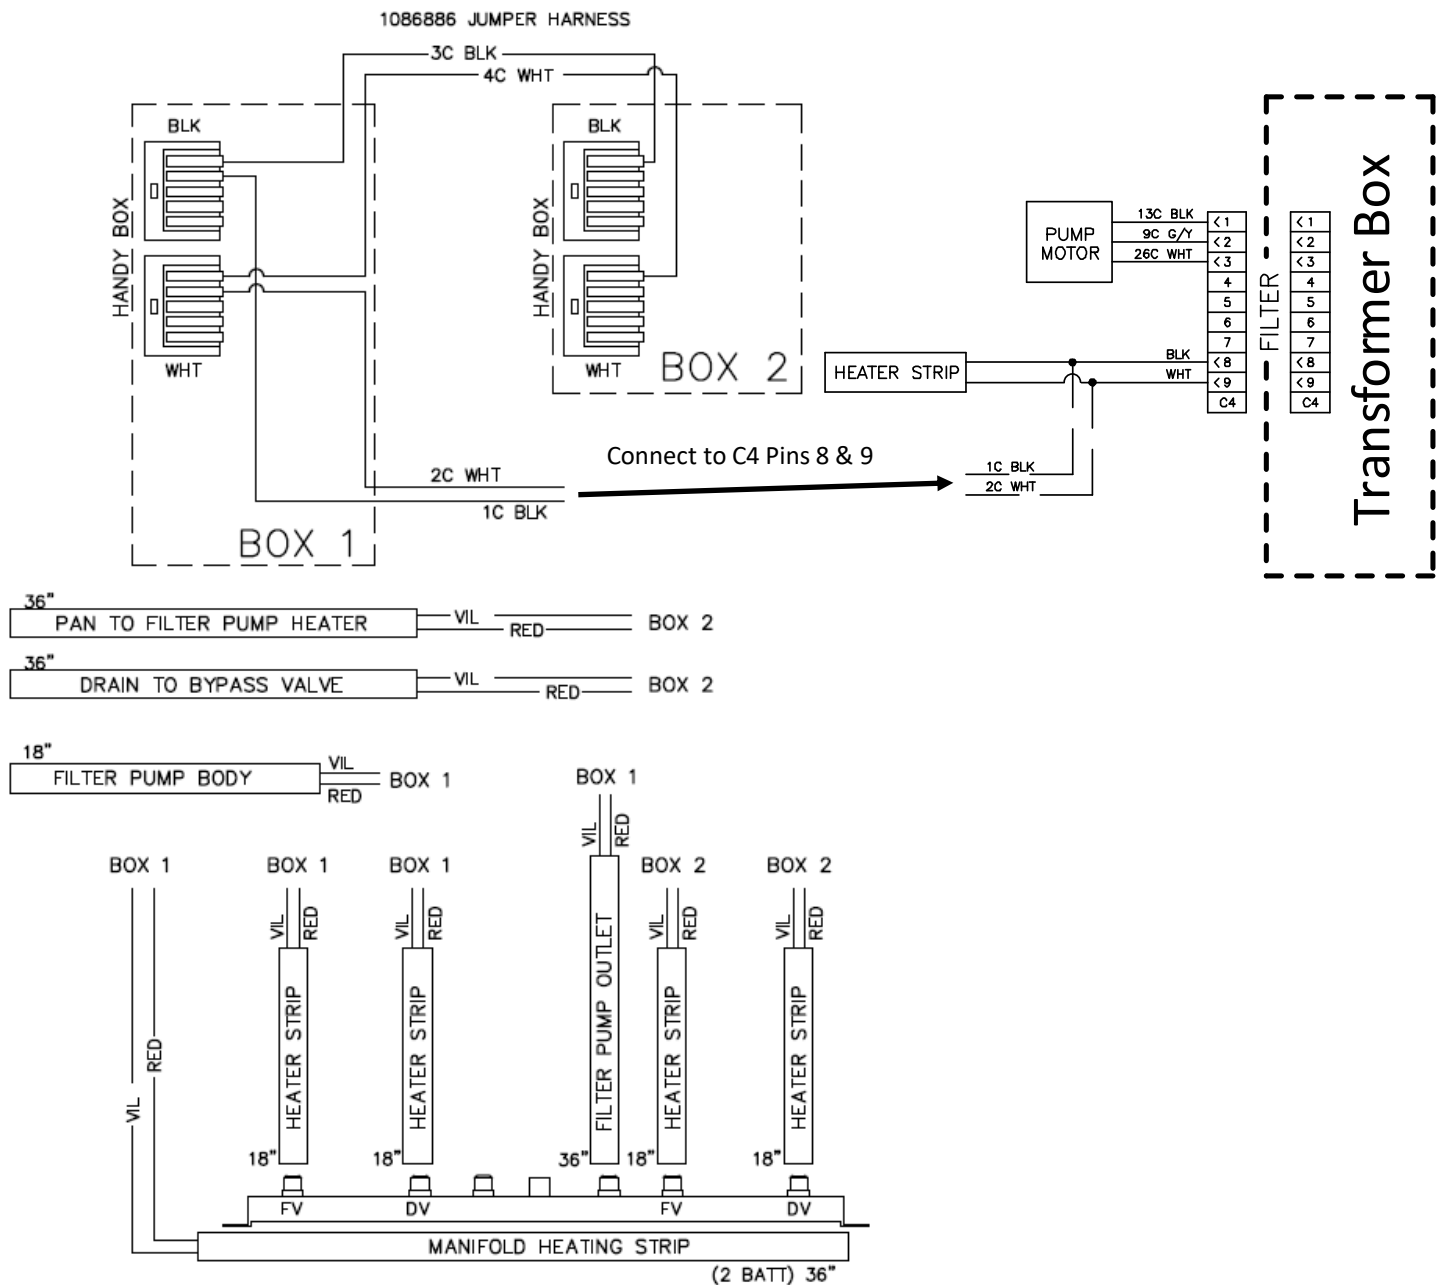 1086886 JUMPER HARNESS
3C BLK
4C WHT
BLK
HANDY BOX
WHT
BOX 1
BLK
HANDY BOX
WHT
BOX 2
2C WHT
1C BLK
Connect to C4 Pins 8 & 9
1C BLK
2C WHT
PUMP
MOTOR
13C BLK
9C G/Y
26C WHT
HEATER STRIP
BLK
WHT
<1
<2
<3
4
5
6
7
<8
<9
C4
FILTER
<1
<2
<3
4
5
6
7
<8
<9
C4
Transformer Box
36"
PAN TO FILTER PUMP HEATER
VIL
RED
BOX 2
36"
DRAIN TO BYPASS VALVE
VIL
RED
BOX 2
18"
FILTER PUMP BODY
VIL
RED
BOX 1
BOX 1
VIL
RED
BOX 1
VIL
RED
HEATER STRIP
18"
BOX 1
VIL
RED
HEATER STRIP
18"
BOX 1
VIL
RED
FILTER PUMP OUTLET
36"
BOX 2
VIL
RED
HEATER STRIP
18"
BOX 2
VIL
RED
HEATER STRIP
18"
FV
DV
FV
DV
MANIFOLD HEATING STRIP
(2 BATT) 36"